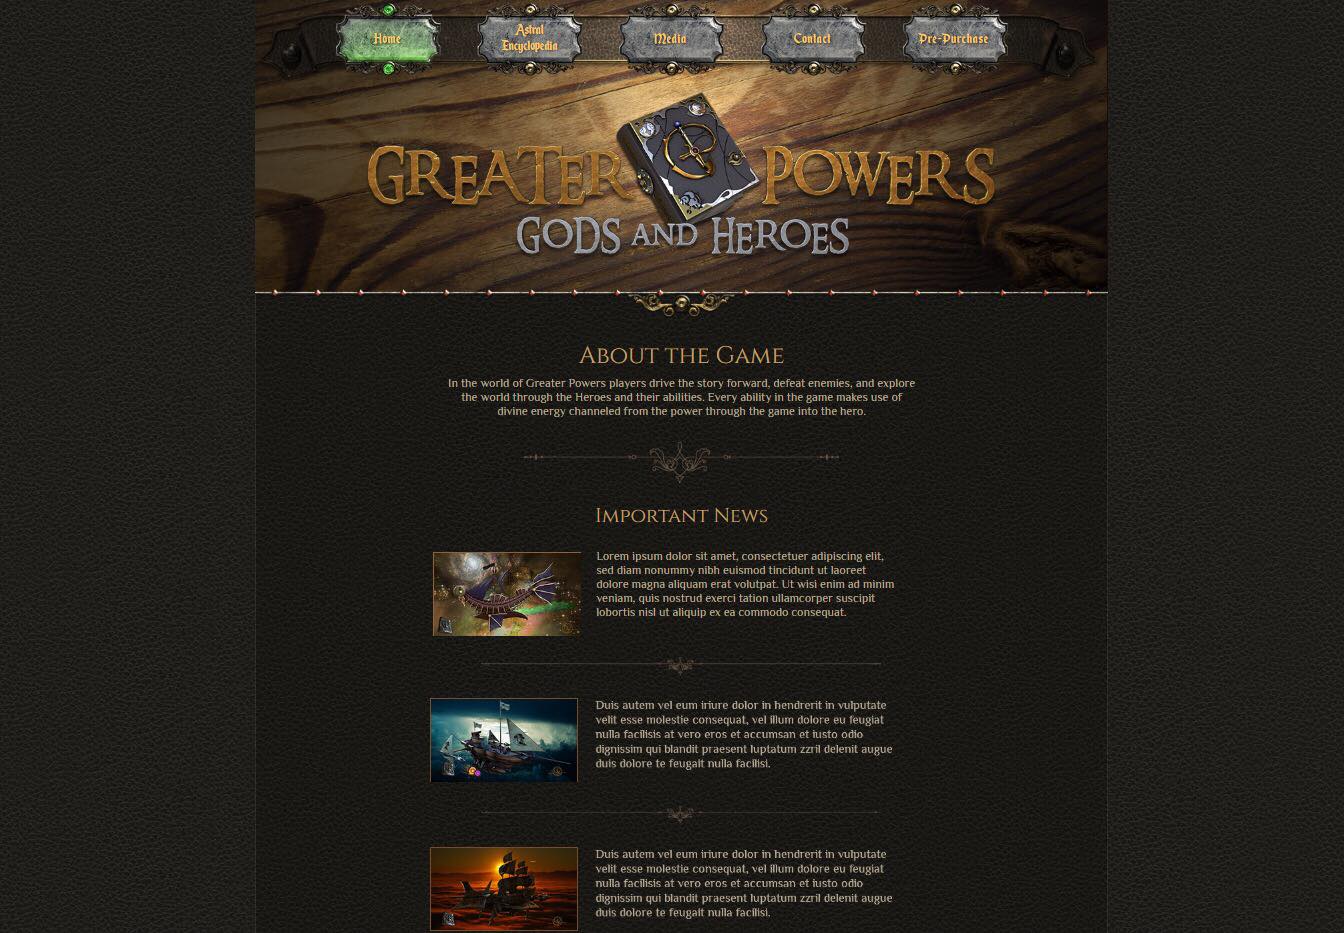 Home
Astral
Encyclopedia
Media
Contact
Pre-Purchase
GREATER POWERS
GODS AND HEROES
ABOUT THE GAME
In the world of Greater Powers players drive the story forward, defeat enemies, and explore
the world through the Heroes and their abilities. Every ability in the game makes use of
divine energy channeled from the power through the game into the hero.
IMPORTANT NEWS
Lorem ipsum dolor sit amet, consectetuer adipiscing elit,
sed diam nonummy nibh euismod tincidunt ut laoreet
dolore magna aliquam erat volutpat. Ut wisi enim ad minim
veniam, quis nostrud exerci tation ullamcorper suscipit
lobortis nisl ut aliquip ex ea commodo consequat.
Duis autem vel eum iriure dolor in hendrerit in vulputate
velit esse molestie consequat, vel illum dolore eu feugiat
nulla facilisis at vero eros et accumsan et iusto odio
dignissim qui blandit praesent luptatum zzril delenit augue
duis dolore te feugait nulla facilisi.
Duis autem vel eum iriure dolor in hendrerit in vulputate
velit esse molestie consequat, vel illum dolore eu feugiat
nulla facilisis at vero eros et accumsan et iusto odio
dignissim qui blandit praesent luptatum zzril delenit augue
duis dolore te feugait nulla facilisi.